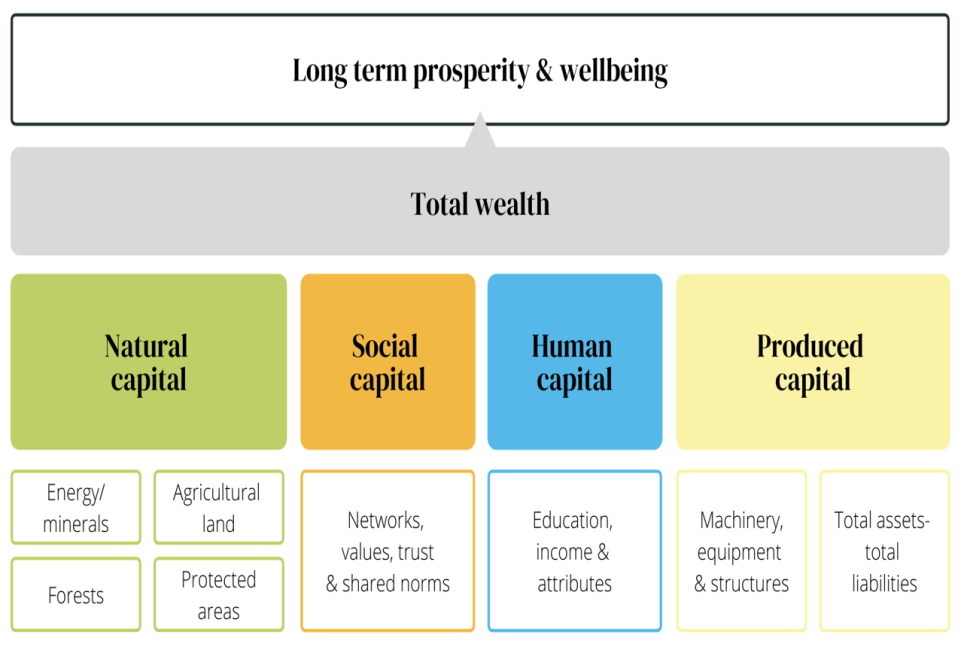 Long term prosperity & wellbeing
Total wealth
Natural
capital
Social
capital
Human
capital
Produced
capital
Energy/
minerals
Agricultural
land
Forests
Protected
areas
Networks,
values, trust
& shared norms
Education,
income &
attributes
Machinery,
equipment
& structures
Total assets-
total
liabilities